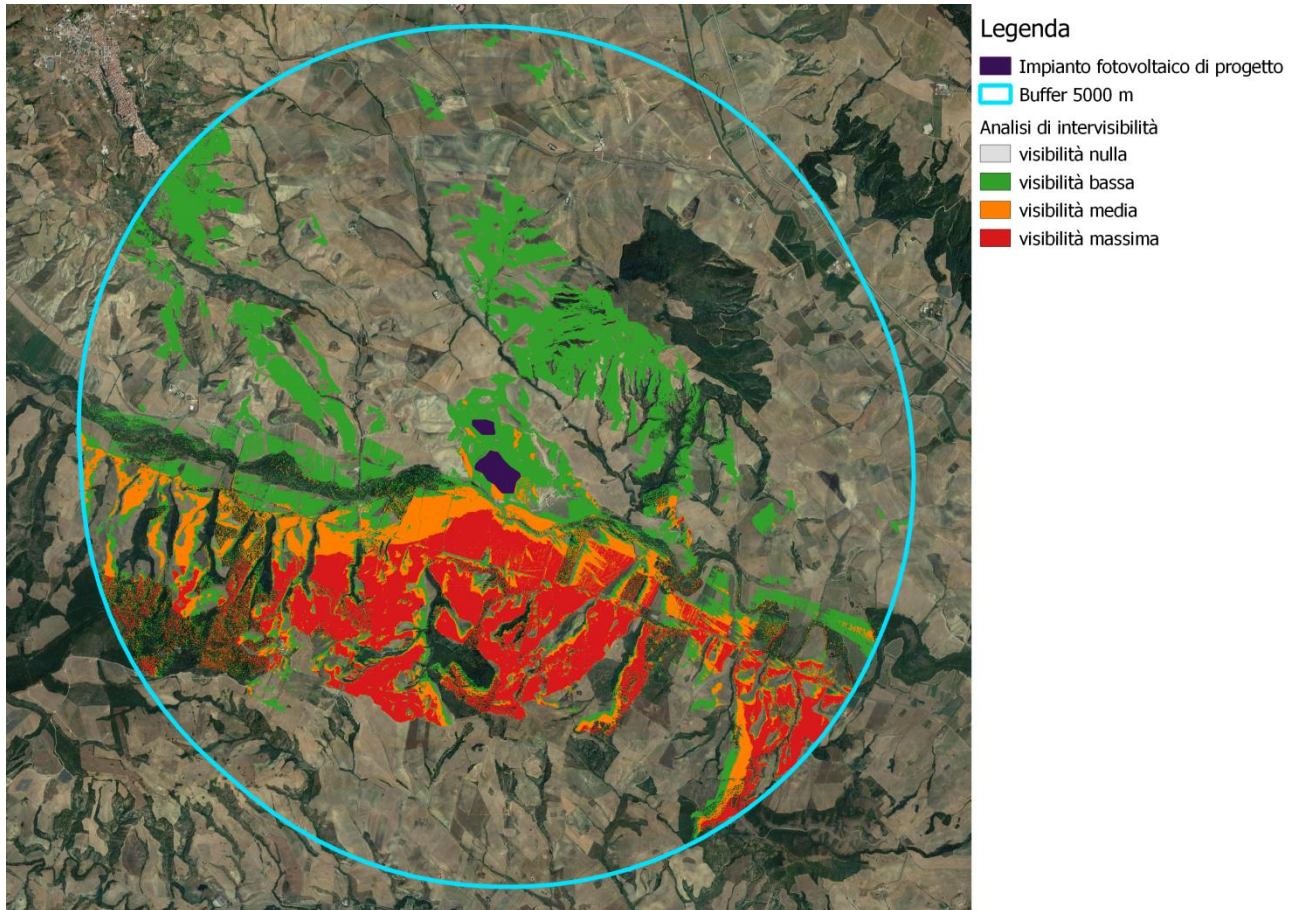 Legenda
Impianto fotovoltaico di progetto
Buffer 5000 m
Analisi di intervisibilità
visibilità nulla
visibilità bassa
visibilità media
visibilità massima